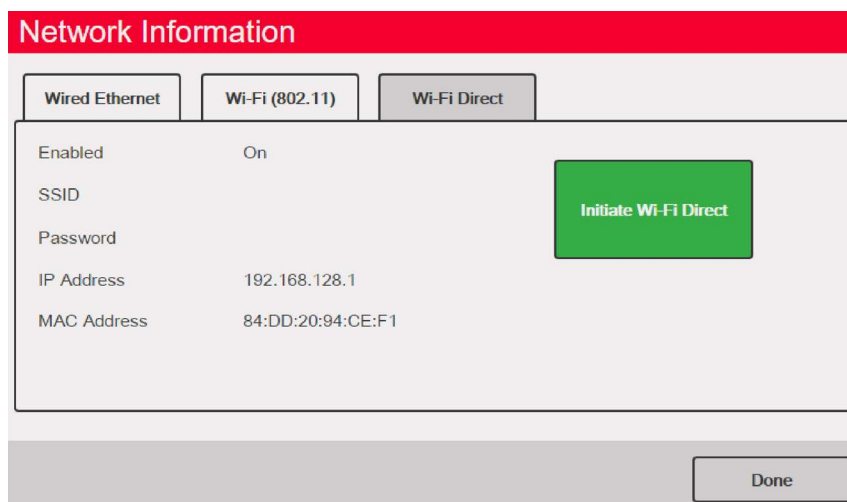 Network Information
Wired Ethernet Wi-Fi (802.11) Wi-Fi Direct
Enabled On
SSID
Initiate Wi-Fi Direct
Password
IP Address 192.168.128.1
MAC Address 84:DD:20:94:CE:F1
Done